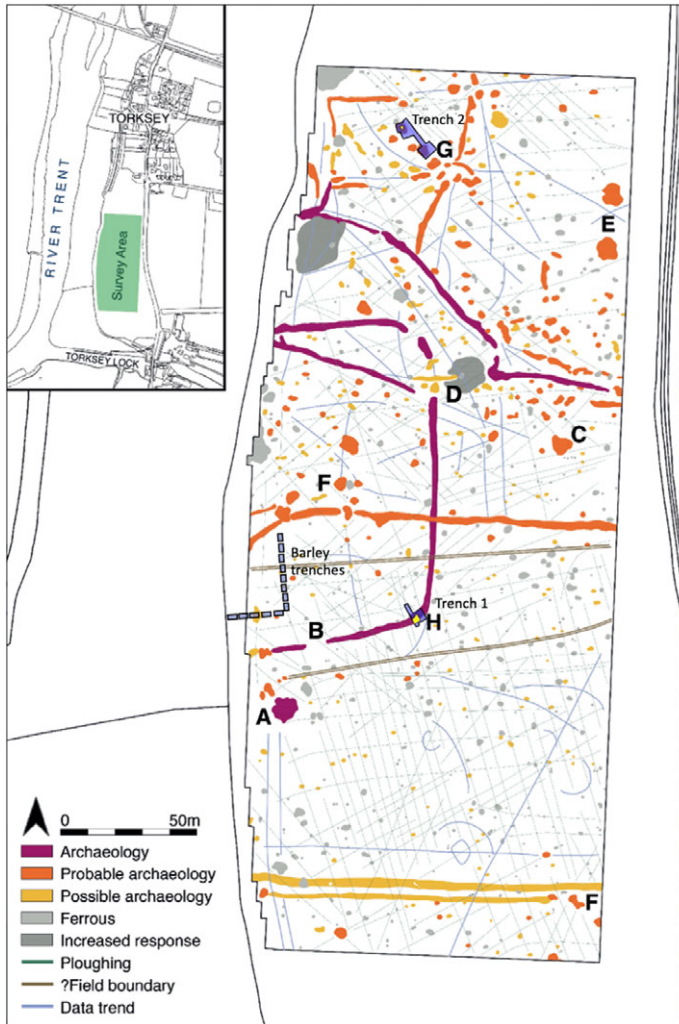 TORKSEY
RIVER TRENT
Survey Area
TORKSEY LOCK
Trench 2
G
E
D
C
F
Barley
trenches
Trench 1
H
B
A
F
0 50m
Archaeology
Probable archaeology
Possible archaeology
Ferrous
Increased response
Ploughing
?Field boundary
Data trend